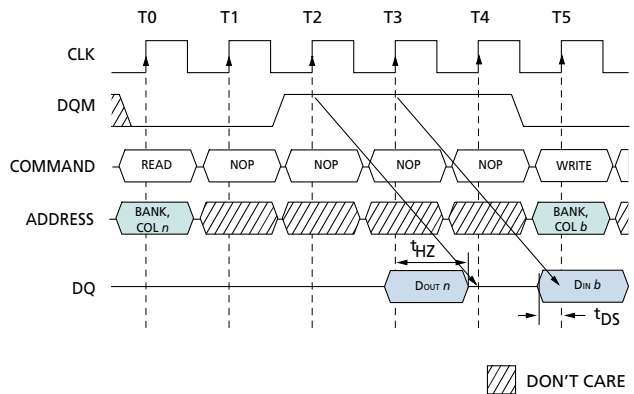 T0 T1 T2 T3 T4 T5
CLK
DQM
COMMAND READ NOP NOP NOP NOP WRITE
ADDRESS BANK, COL n BANK, COL b
tHZ
DQ DOUT n DIN b
tDS
DON'T CARE